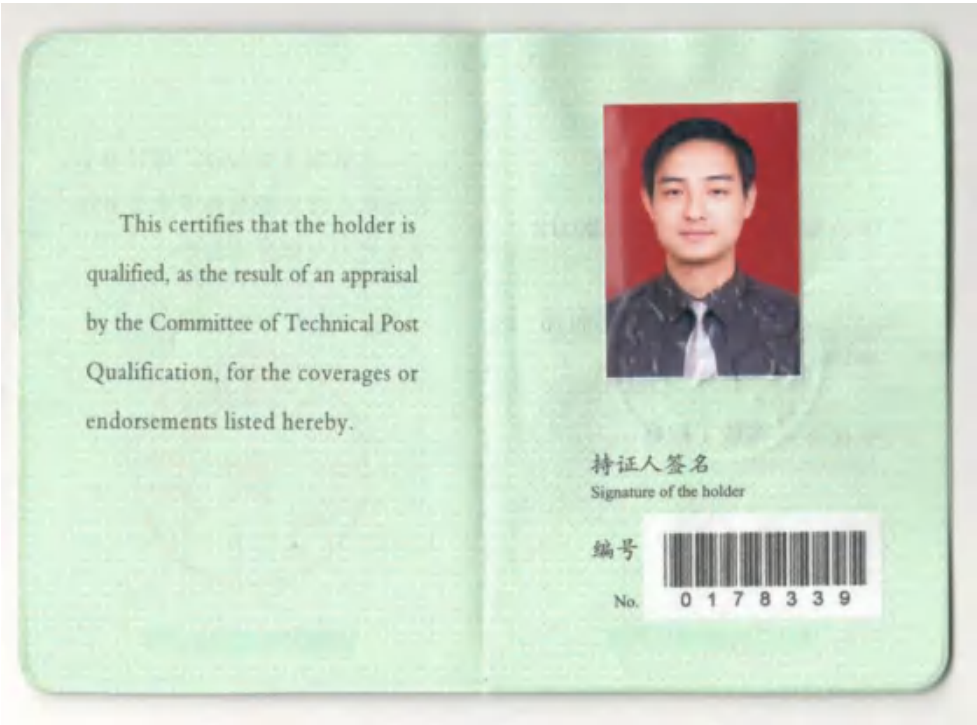 This certifies that the holder is
qualified, as the result of an appraisal
by the Committee of Technical Post
Qualification, for the coverages or
endorsements listed hereby.
持证人签名
Signature of the holder
编号
No.
0178339